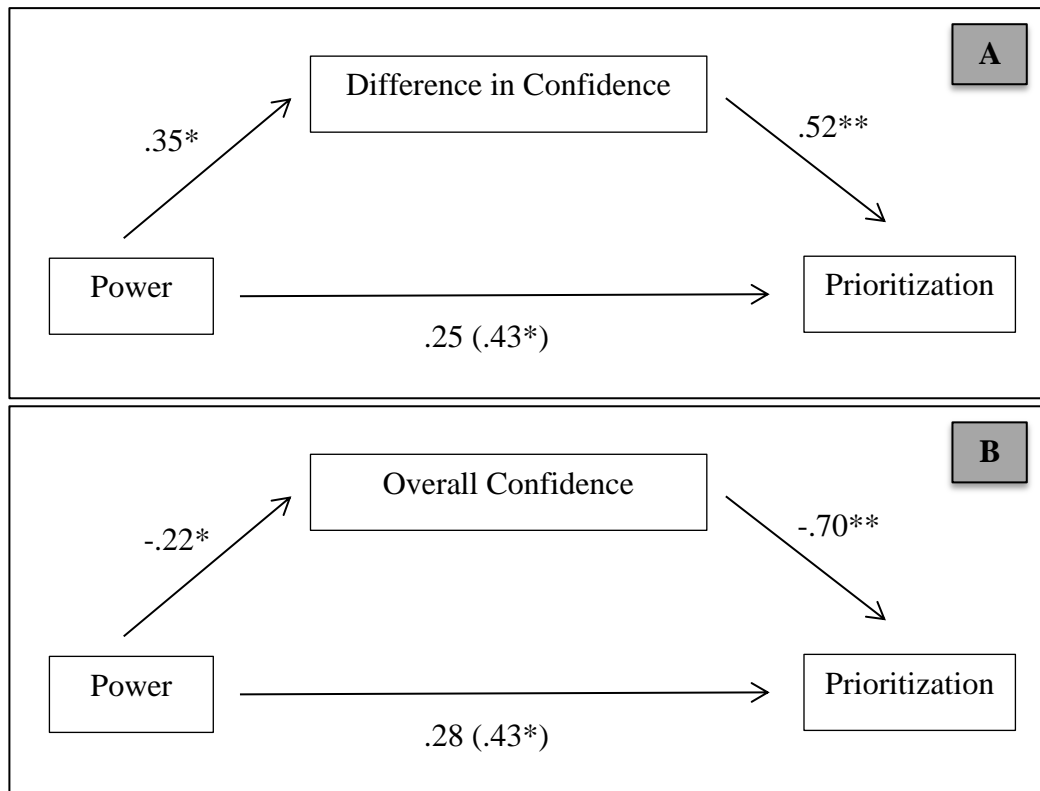 A
Difference in Confidence
.35*
.52**
Power
Prioritization
.25 (.43*)
B
Overall Confidence
-.22*
-.70**
Power
Prioritization
.28 (.43*)